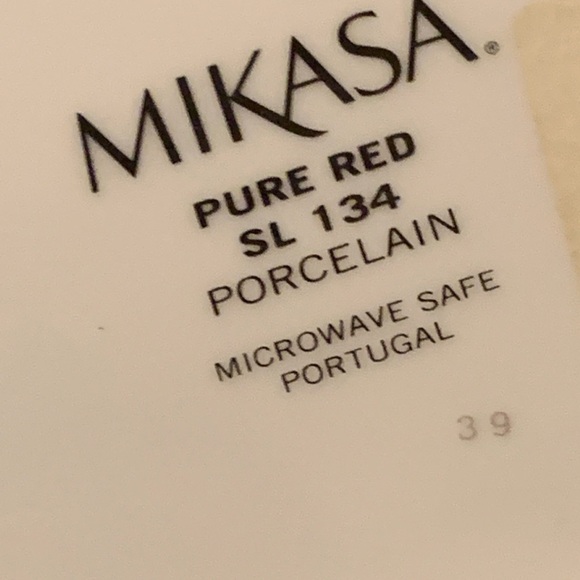 MIKASA®
PURE RED
SL 134
PORCELAIN
MICROWAVE SAFE
PORTUGAL
39